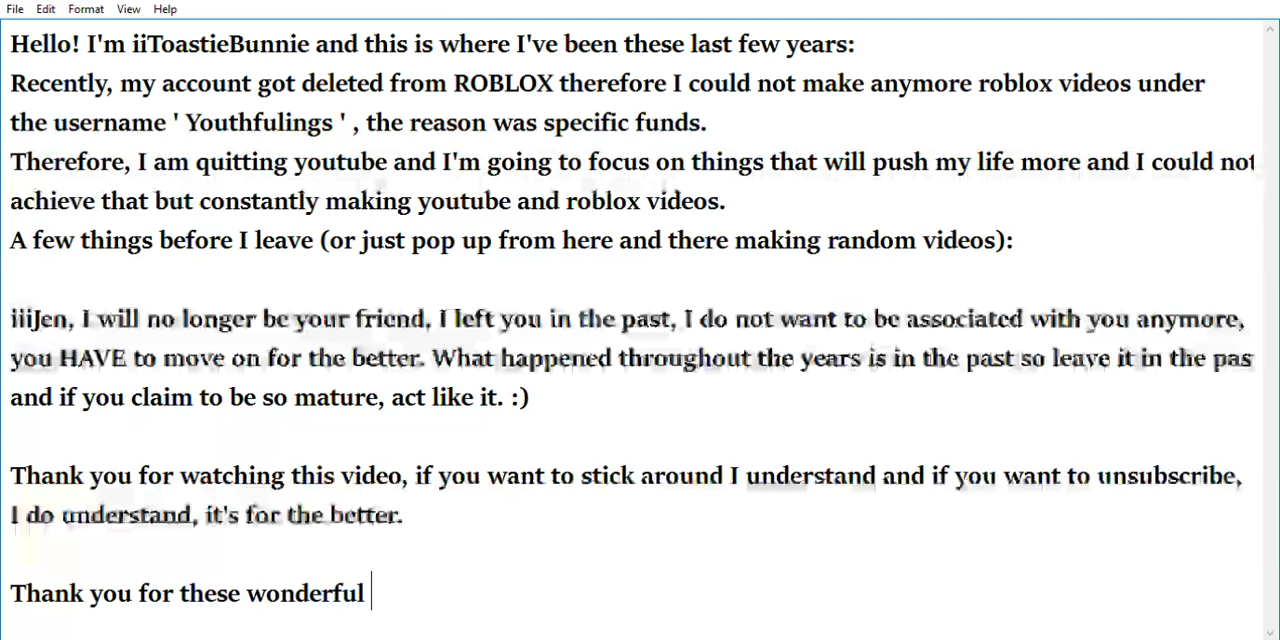 File Edit Format View Help
Hello! I'm iiToastieBunnie and this is where I've been these last few years:
Recently, my account got deleted from ROBLOX therefore I could not make anymore roblox videos under
the username ' Youthfulings ' , the reason was specific funds.
Therefore, I am quitting youtube and I'm going to focus on things that will push my life more and I could not
achieve that but constantly making youtube and roblox videos.
A few things before I leave (or just pop up from here and there making random videos):
iiiJen, I will no longer be your friend, I left you in the past, I do not want to be associated with you anymore,
you HAVE to move on for the better. What happened throughout the years is in the past so leave it in the pas
and if you claim to be so mature, act like it. :)
Thank you for watching this video, if you want to stick around I understand and if you want to unsubscribe,
I do understand, it's for the better.
Thank you for these wonderful